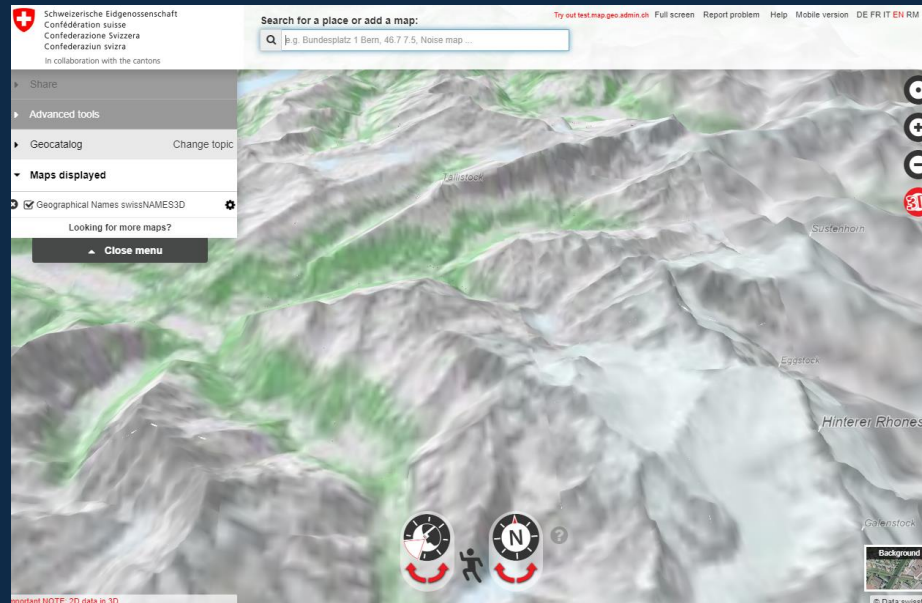 Schweizerische Eidgenossenschaft
Confédération suisse
Confederazione Svizzera
Confederaziun svizra
In collaboration with the cantons
Search for a place or add a map:
e.g. Bundesplatz 1 Bern, 46.7 7.5, Noise map ...
Try out test.map.geo.admin.ch Full screen Report problem Help Mobile version DE FR IT EN RM
Share
Advanced tools
Geocatalog Change topic
Maps displayed
Geographical Names swissNAMES3D
Looking for more maps?
Close menu
3D
Tällistock
Sustenhorn
Eggstock
Hinterer Rhones
Galenstock
N
?
Background
portant NOTE: 2D data in 3D
© Data:swiss